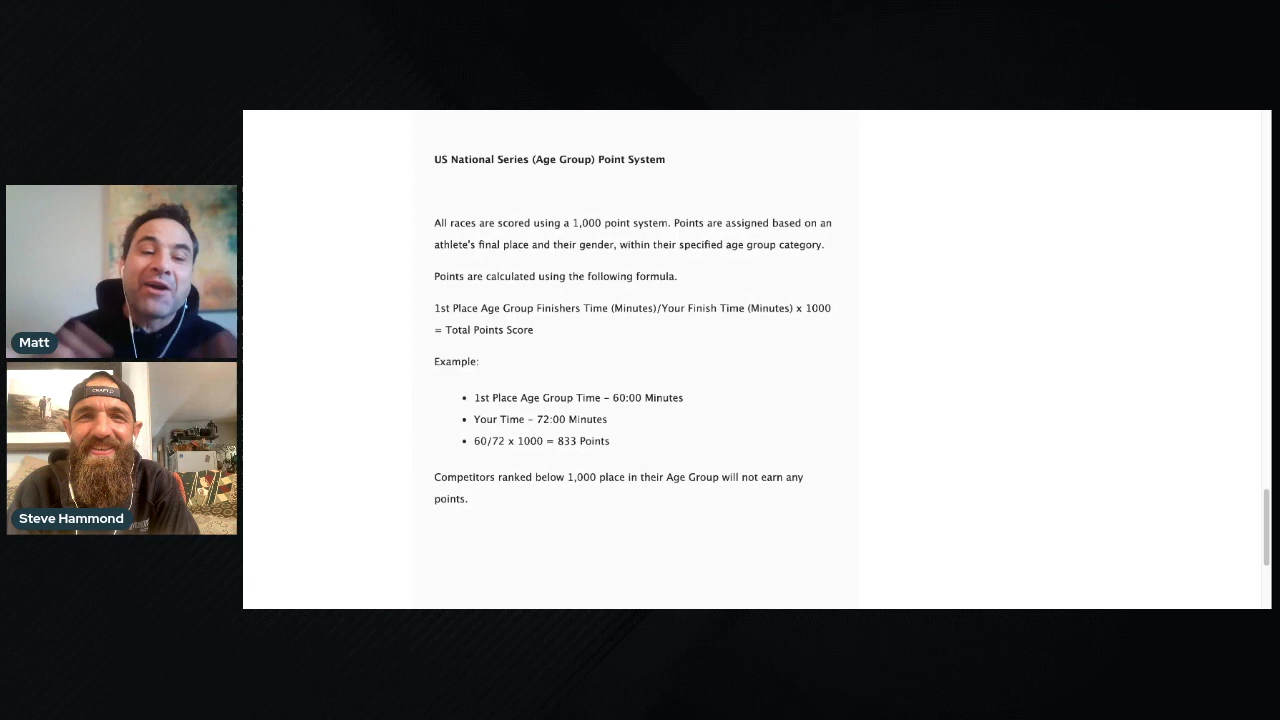 US National Series (Age Group) Point System
All races are scored using a 1,000 point system. Points are assigned based on an
athlete's final place and their gender, within their specified age group category.
Points are calculated using the following formula.
1st Place Age Group Finishers Time (Minutes)/Your Finish Time (Minutes) x 1000
= Total Points Score
Example:
• 1st Place Age Group Time – 60:00 Minutes
• Your Time – 72:00 Minutes
• 60/72 x 1000 = 833 Points
Competitors ranked below 1,000 place in their Age Group will not earn any
points.
Matt
CRAFT
Steve Hammond